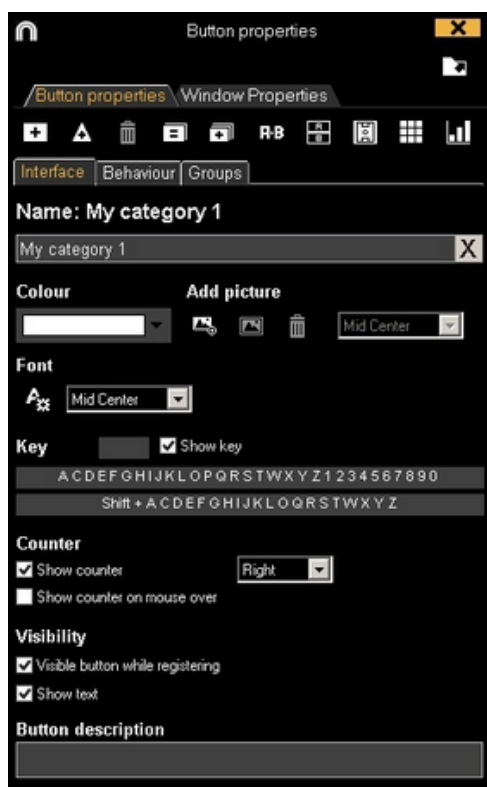 Button properties
X
Button properties Window Properties
A-B
Interface Behaviour Groups
Name: My category 1
My category 1 X
Colour Add picture
Mid Center
Font
Mid Center
Key Show key
A C D E F G H I J K L O P Q R S T W X Y Z 1 2 3 4 5 6 7 8 9 0
Shift + A C D E F G H I J K L O Q R S T W X Y Z
Counter
Show counter Right
Show counter on mouse over
Visibility
Visible button while registering
Show text
Button description